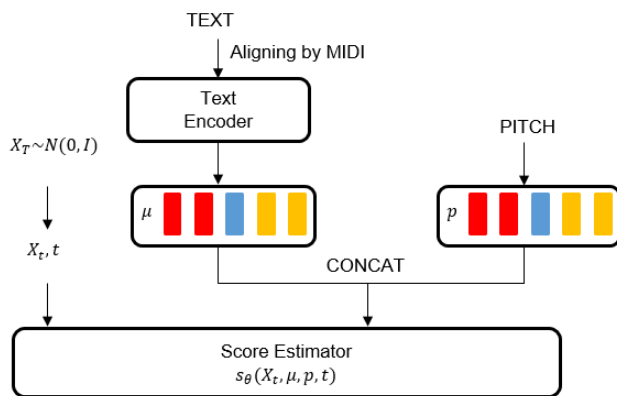 TEXT
Aligning by MIDI
Text
Encoder
X_T~N(0, I)
PITCH
μ
p
X_t, t
CONCAT
Score Estimator
s_θ(X_t, μ, p, t)